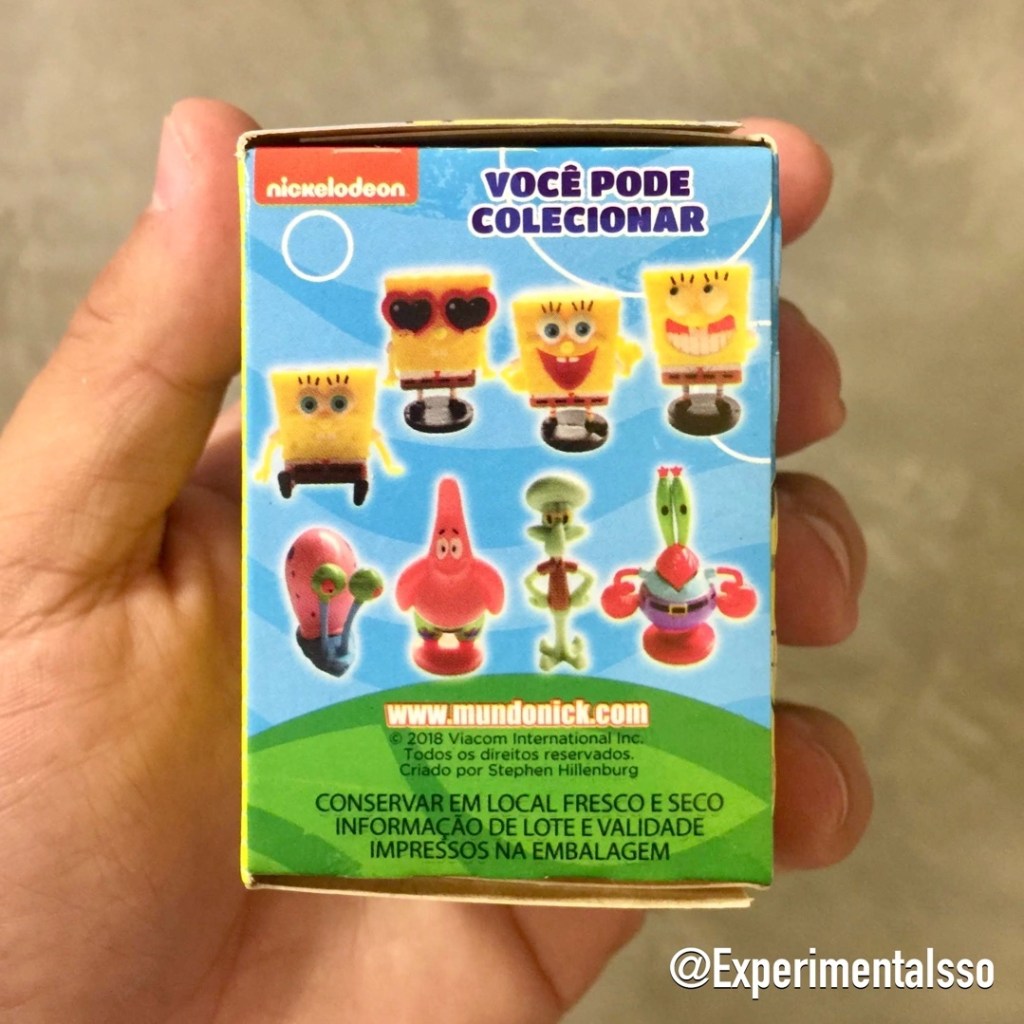 nickelodeon
VOCÊ PODE
COLECIONAR
www.mundonick.com
© 2018 Viacom International Inc.
Todos os direitos reservados.
Criado por Stephen Hillenburg
CONSERVAR EM LOCAL FRESCO E SECO
INFORMAÇÃO DE LOTE E VALIDADE
IMPRESSOS NA EMBALAGEM
@ExperimentaIsso